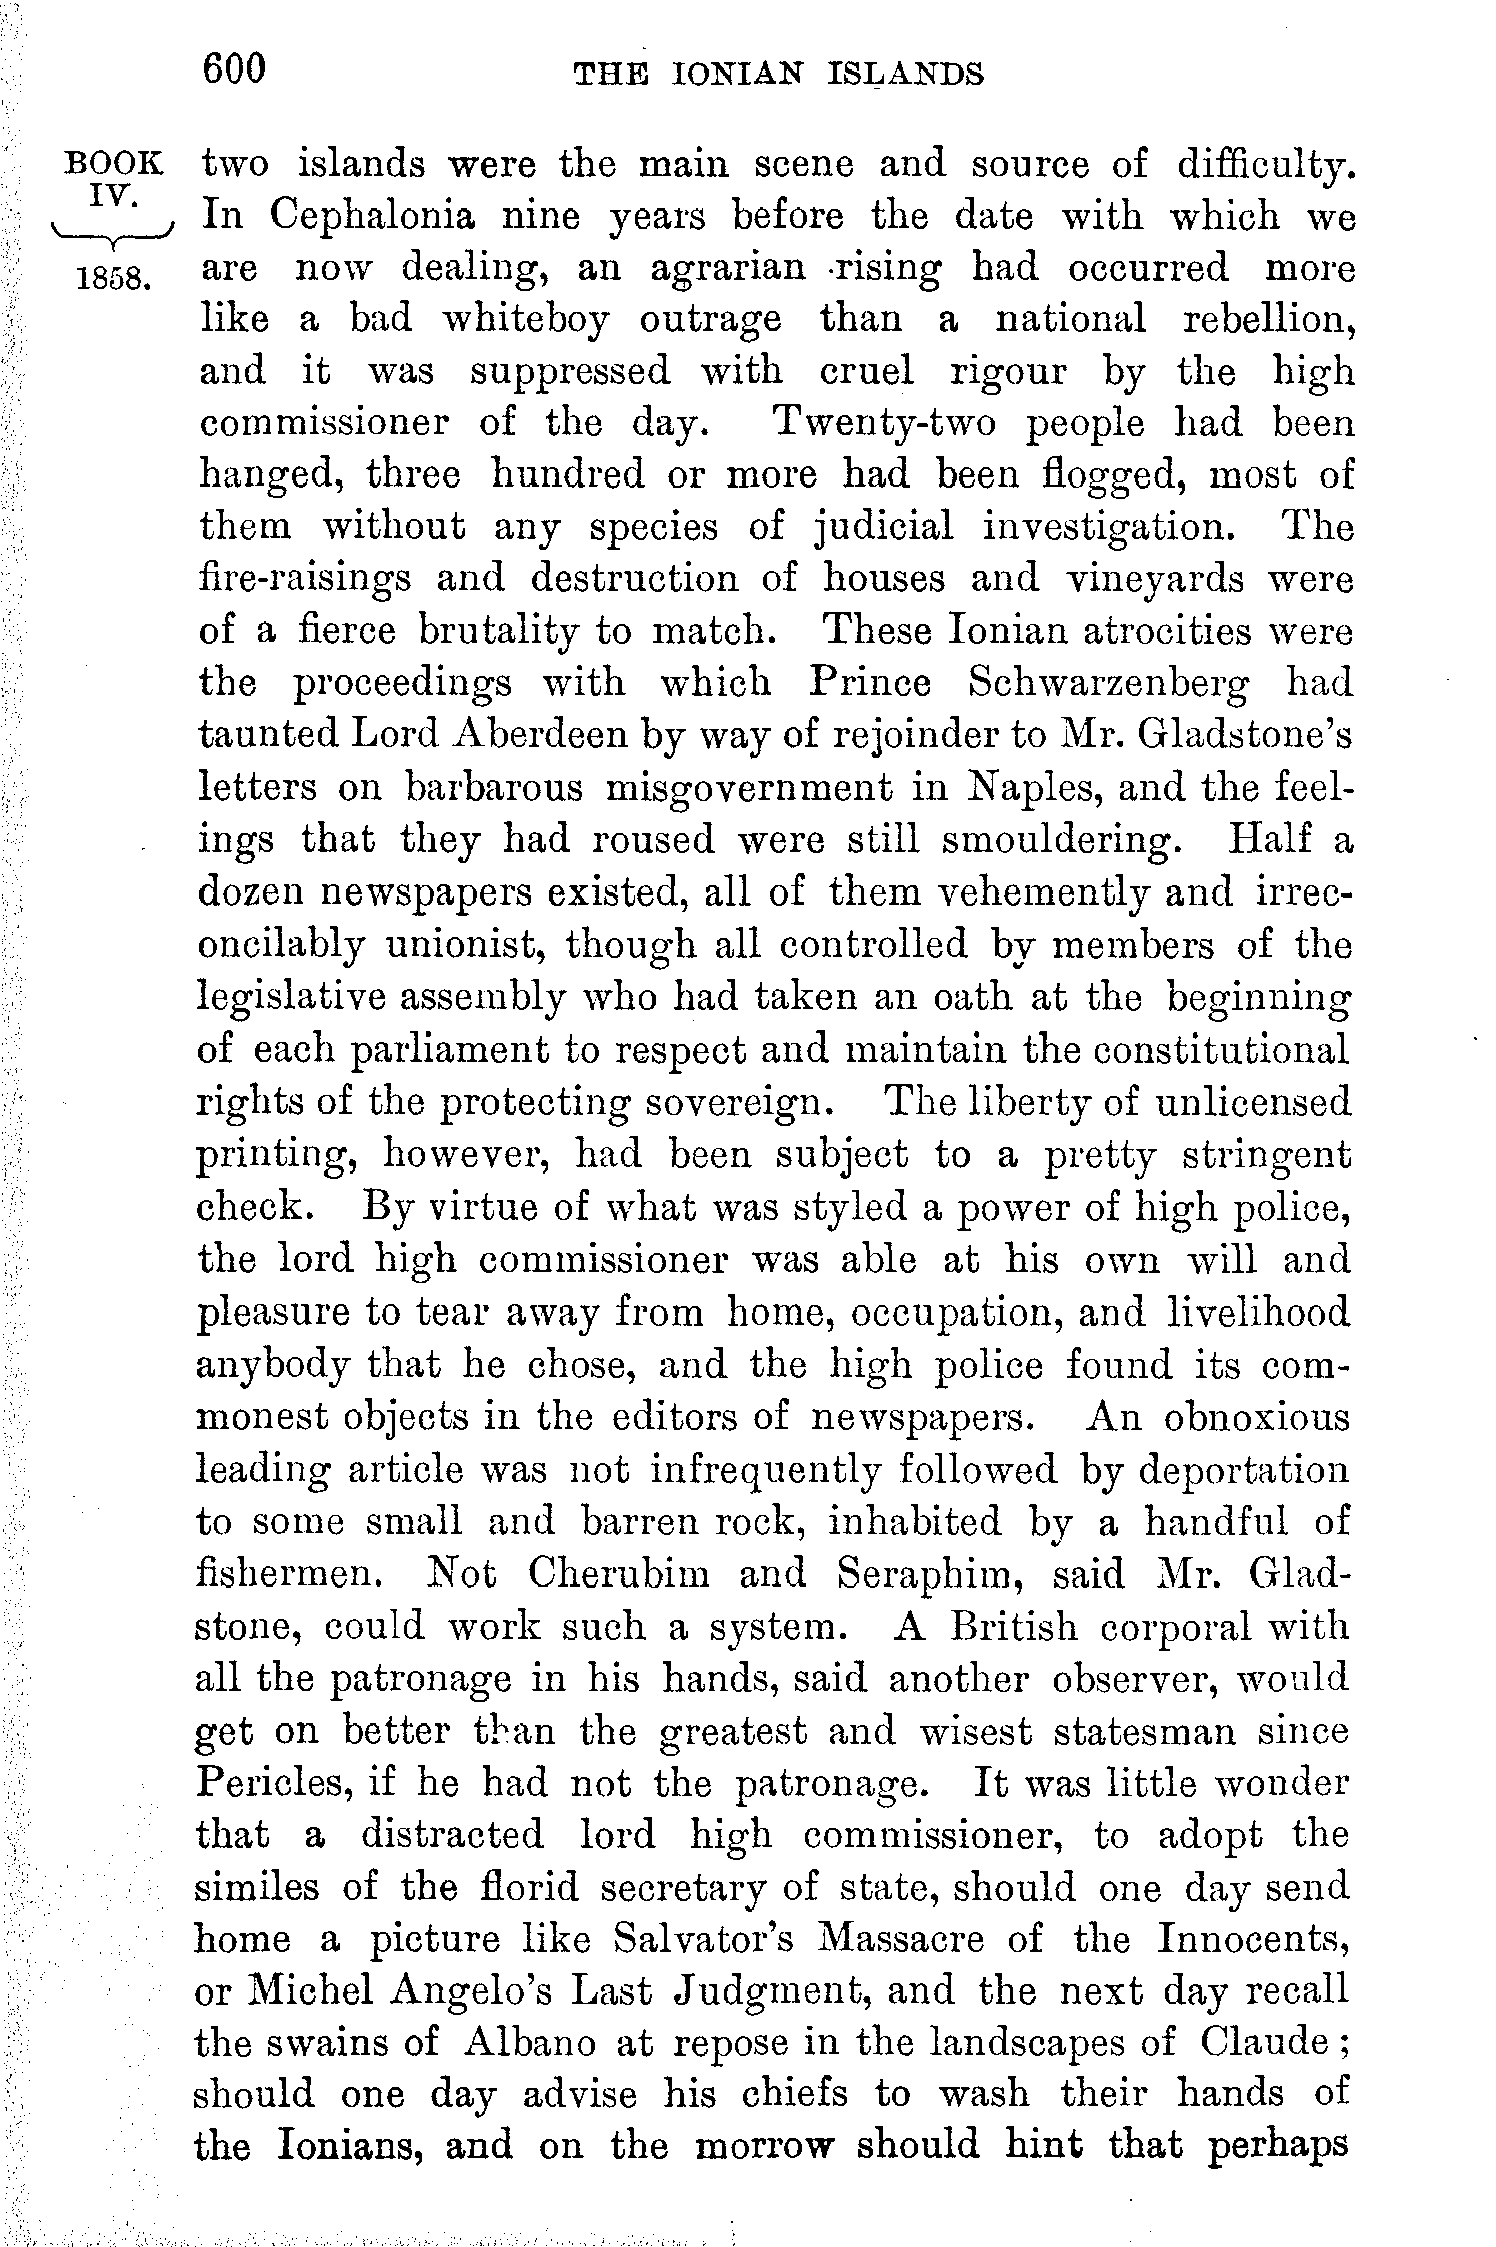 600 THE IONIAN ISLANDS
BOOK IV.
1858.
two islands were the main scene and source of difficulty.
In Cephalonia nine years before the date with which we
are now dealing, an agrarian rising had occurred more
like a bad whiteboy outrage than a national rebellion,
and it was suppressed with cruel rigour by the high
commissioner of the day. Twenty-two people had been
hanged, three hundred or more had been flogged, most of
them without any species of judicial investigation. The
fire-raisings and destruction of houses and vineyards were
of a fierce brutality to match. These Ionian atrocities were
the proceedings with which Prince Schwarzenberg had
taunted Lord Aberdeen by way of rejoinder to Mr. Gladstone's
letters on barbarous misgovernment in Naples, and the feel-
ings that they had roused were still smouldering. Half a
dozen newspapers existed, all of them vehemently and irrec-
oncilably unionist, though all controlled by members of the
legislative assembly who had taken an oath at the beginning
of each parliament to respect and maintain the constitutional
rights of the protecting sovereign. The liberty of unlicensed
printing, however, had been subject to a pretty stringent
check. By virtue of what was styled a power of high police,
the lord high commissioner was able at his own will and
pleasure to tear away from home, occupation, and livelihood
anybody that he chose, and the high police found its com-
monest objects in the editors of newspapers. An obnoxious
leading article was not infrequently followed by deportation
to some small and barren rock, inhabited by a handful of
fishermen. Not Cherubim and Seraphim, said Mr. Glad-
stone, could work such a system. A British corporal with
all the patronage in his hands, said another observer, would
get on better than the greatest and wisest statesman since
Pericles, if he had not the patronage. It was little wonder
that a distracted lord high commissioner, to adopt the
similes of the florid secretary of state, should one day send
home a picture like Salvator's Massacre of the Innocents,
or Michel Angelo's Last Judgment, and the next day recall
the swains of Albano at repose in the landscapes of Claude;
should one day advise his chiefs to wash their hands of
the Ionians, and on the morrow should hint that perhaps